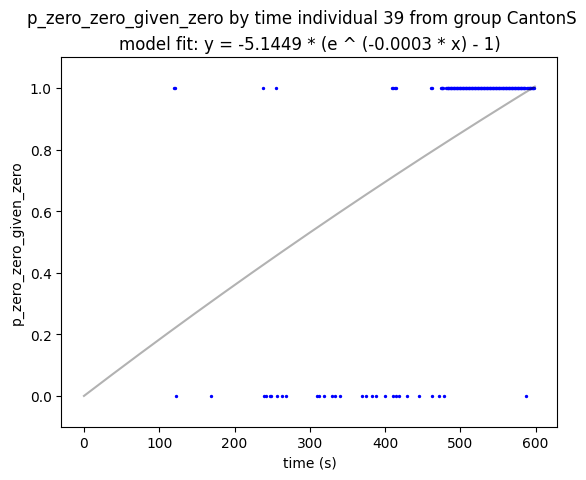 p_zero_zero_given_zero by time individual 39 from group CantonS
model fit: y = -5.1449 * (e ^ (-0.0003 * x) - 1)
1.0
0.8
0.6
0.4
0.2
0.0
p_zero_zero_given_zero
0 100 200 300 400 500 600
time (s)